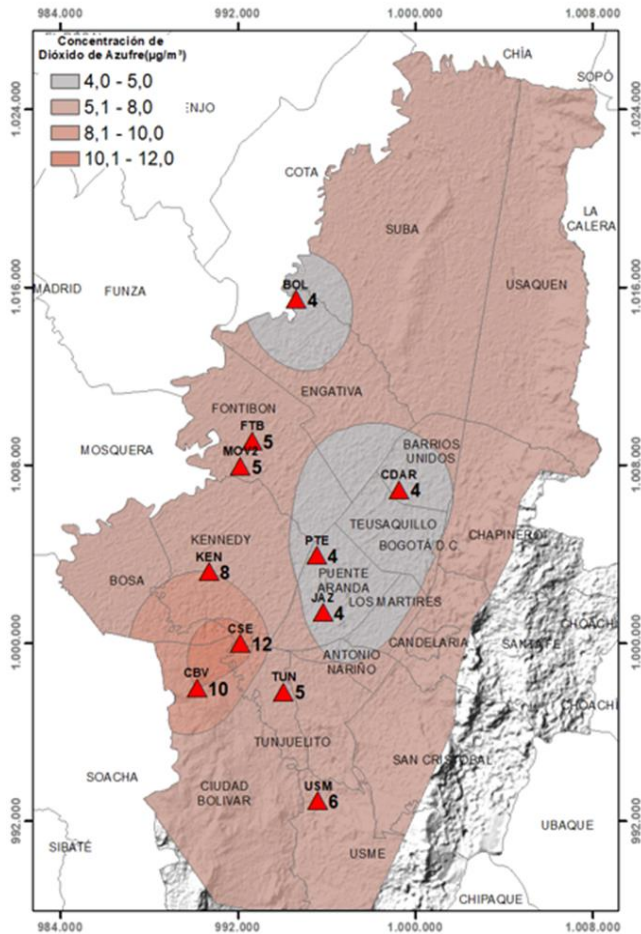 984.000
992.000
1.000.000
1.008.000
Concentración de
Dióxido de Azufre(µg/m³)
4,0 - 5,0
5,1 - 8,0
8,1 - 10,0
10,1 - 12,0
CHÍA
SOPÓ
1.024.000
1.024.000
ENJO
COTA
LA
CALERA
SUBA
USAQUEN
BOL
4
1.016.000
1.016.000
MADRID
FUNZA
ENGATIVA
FONTIBON
FTB
5
MOV2
5
MOSQUERA
BARRIOS
UNIDOS
1.008.000
1.008.000
CDAR
4
TEUSAQUILLO
CHAPINERO
BOGOTÁ D.C.
KENNEDY
PTE
4
KEN
8
PUENTE
ARANDA
BOSA
JAZ
4
LOS MARTIRES
CHOACHÍ
CSE
12
CANDELARIA
SANTAFE
1.000.000
1.000.000
ANTONIO
NARIÑO
CBV
10
TUN
5
CHOACHÍ
TUNJUELITO
SAN CRISTOBAL
SOACHA
CIUDAD
BOLIVAR
USM
6
992.000
992.000
SIBATÉ
UBAQUE
USME
CHIPAQUE
984.000
992.000
1.000.000
1.008.000